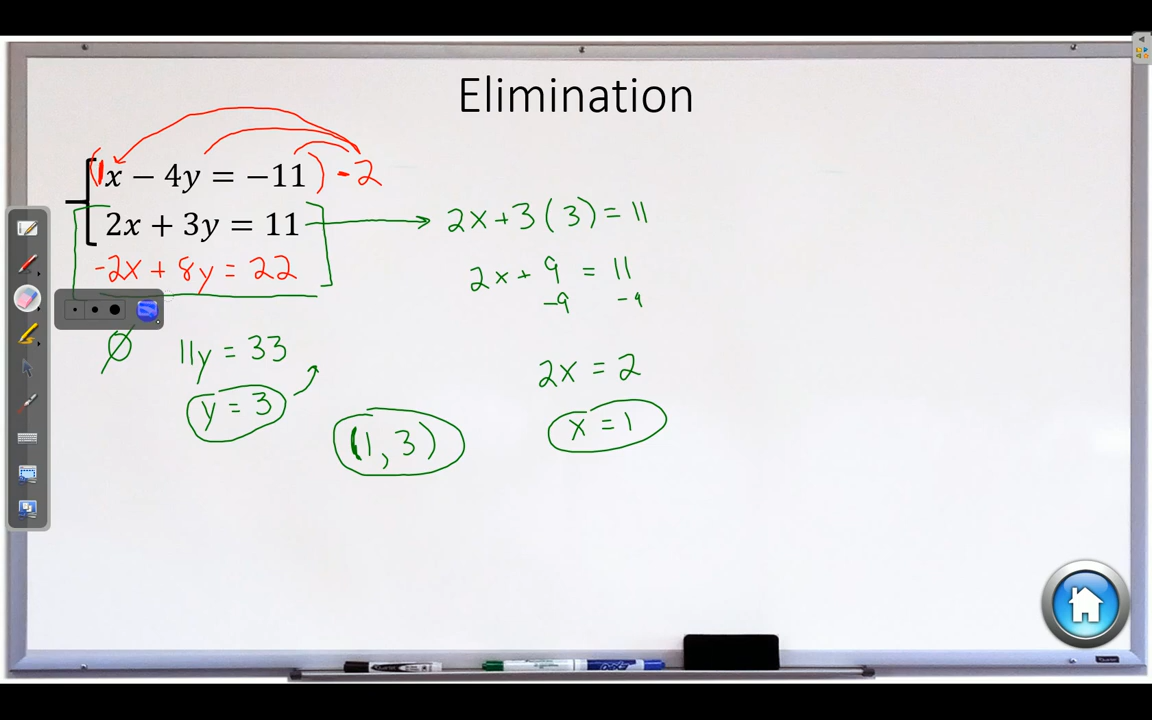 Elimination
(1x − 4y = −11) -2
2x + 3y = 11
-2x + 8y = 22
0 11y = 33
y = 3
(1, 3)
2x + 3(3) = 11
2x + 9 = 11
-9 -9
2x = 2
x = 1